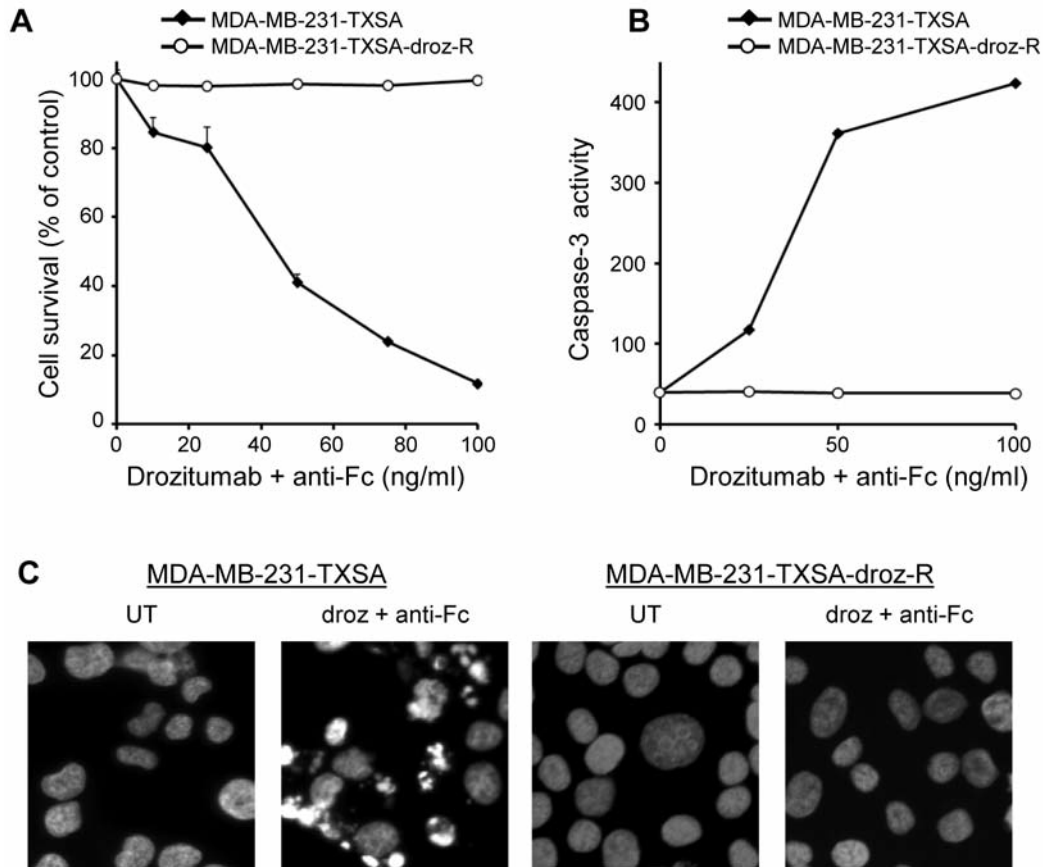 A
MDA-MB-231-TXSA
MDA-MB-231-TXSA-droz-R
Cell survival (% of control)
100
80
60
40
20
0
0 20 40 60 80 100
Drozitumab + anti-Fc (ng/ml)
B
MDA-MB-231-TXSA
MDA-MB-231-TXSA-droz-R
Caspase-3 activity
400
300
200
100
0
0 50 100
Drozitumab + anti-Fc (ng/ml)
C
MDA-MB-231-TXSA MDA-MB-231-TXSA-droz-R
UT droz + anti-Fc UT droz + anti-Fc